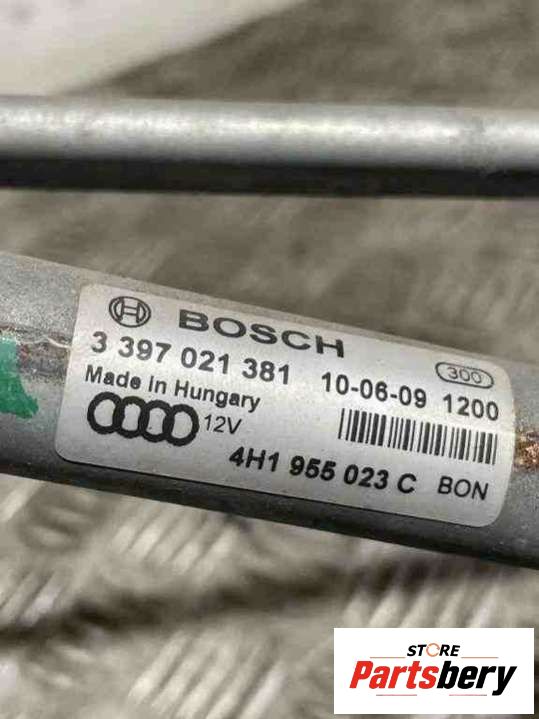 BOSCH
300
3 397 021 381 10-06-09 1200
Made in Hungary
12V
4H1 955 023 C BON
STORE
Partsbery